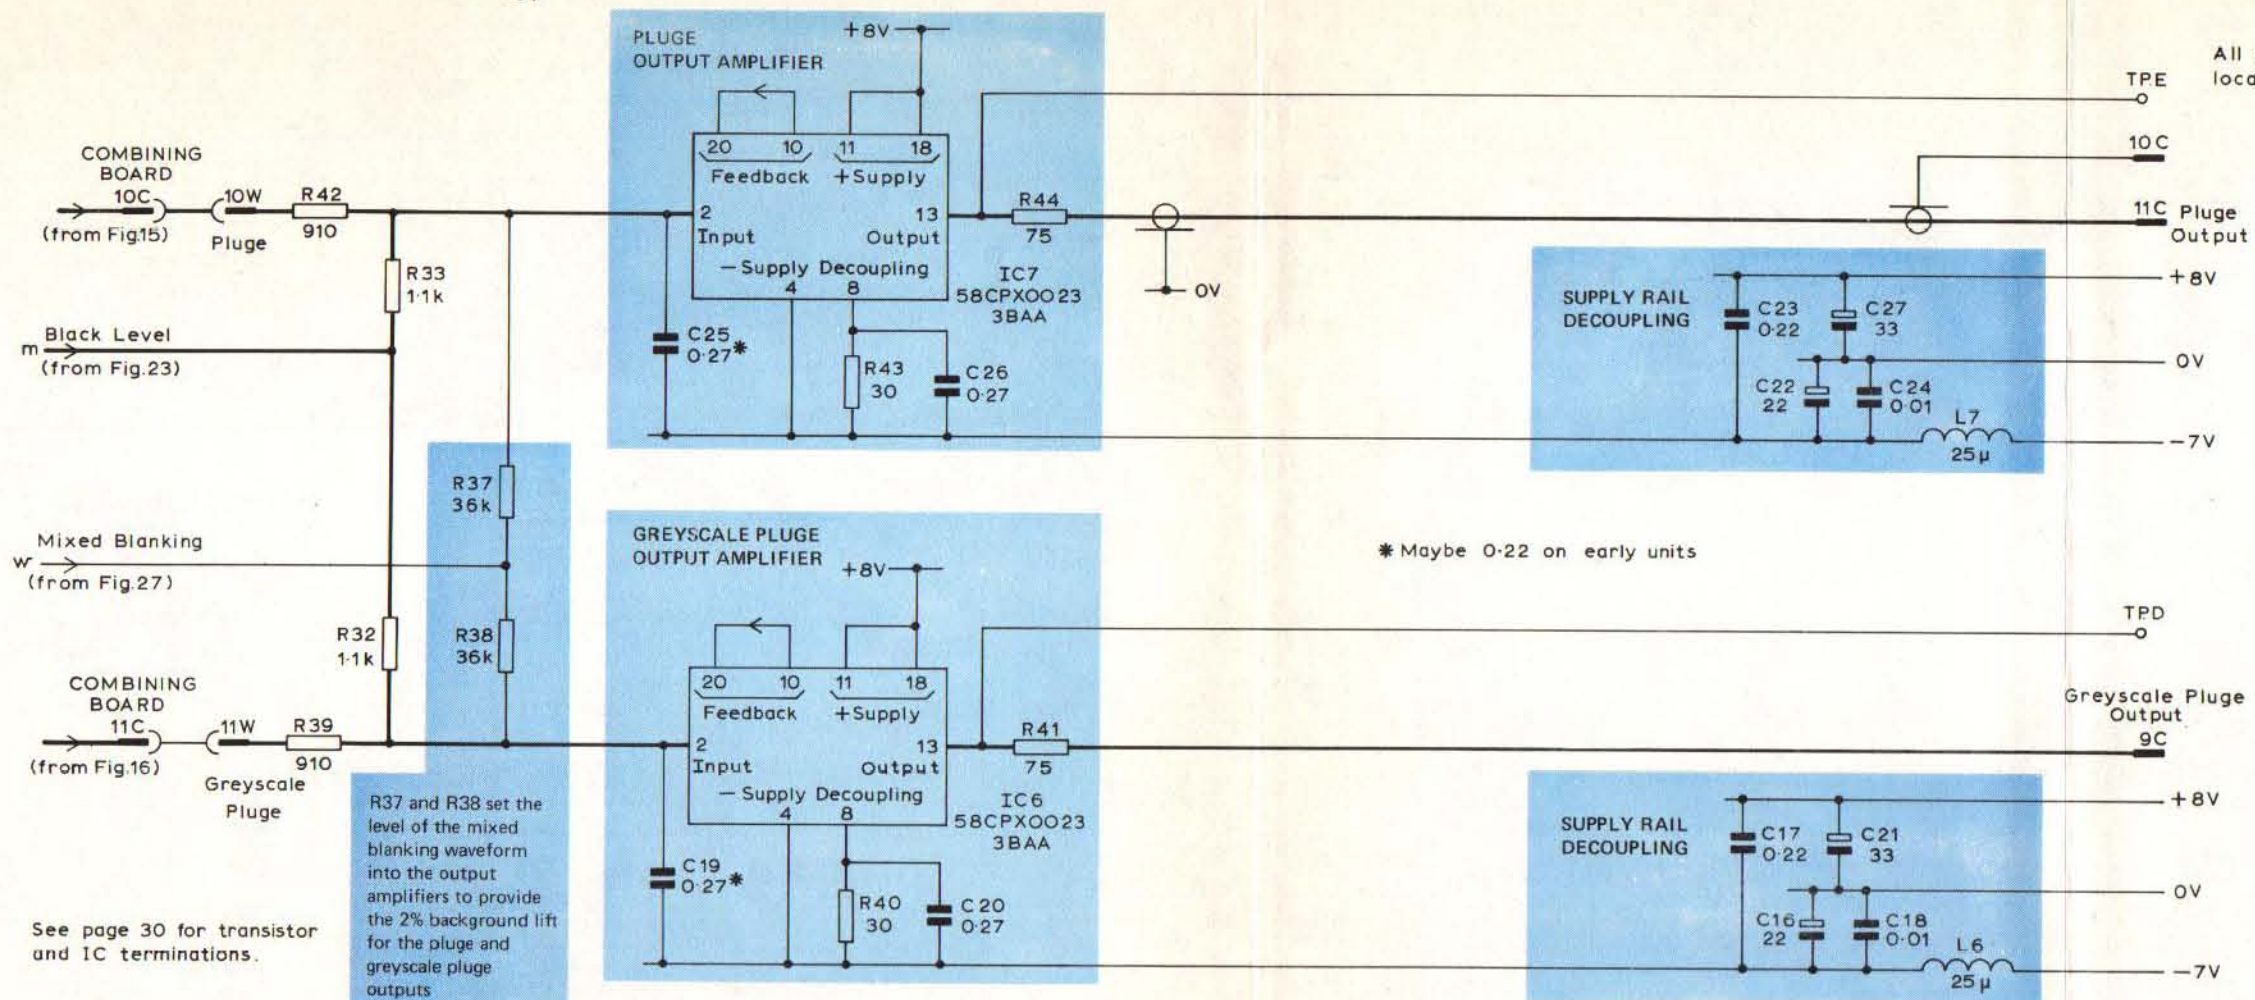 PLUGE
OUTPUT AMPLIFIER
+8V
20 10 11 18
Feedback +Supply
2 13
Input Output
— Supply Decoupling
4 8
IC7
58CPX0023
3BAA
COMBINING
BOARD
10C 10W R42
(from Fig.15) Pluge 910
R33
1·1k
m Black Level
(from Fig.23)
C25
0·27*
R43
30
C26
0·27
R44
75
0V
TPE
All
loca
10C
11C Pluge
Output
SUPPLY RAIL
DECOUPLING
C23
0·22
C27
33
C22
22
C24
0·01
L7
25µ
+8V
0V
−7V
R37
36k
w Mixed Blanking
(from Fig.27)
R38
36k
R32
1·1k
COMBINING
BOARD
11C 11W R39
(from Fig.16) 910
Greyscale
Pluge
R37 and R38 set the
level of the mixed
blanking waveform
into the output
amplifiers to provide
the 2% background lift
for the pluge and
greyscale pluge
outputs
See page 30 for transistor
and IC terminations.
GREYSCALE PLUGE
OUTPUT AMPLIFIER
+8V
20 10 11 18
Feedback +Supply
2 13
Input Output
— Supply Decoupling
4 8
IC6
58CPX0023
3BAA
C19
0·27*
R40
30
C20
0·27
R41
75
* Maybe 0·22 on early units
TPD
Greyscale Pluge
Output
9C
SUPPLY RAIL
DECOUPLING
C17
0·22
C21
33
C16
22
C18
0·01
L6
25µ
+8V
0V
−7V